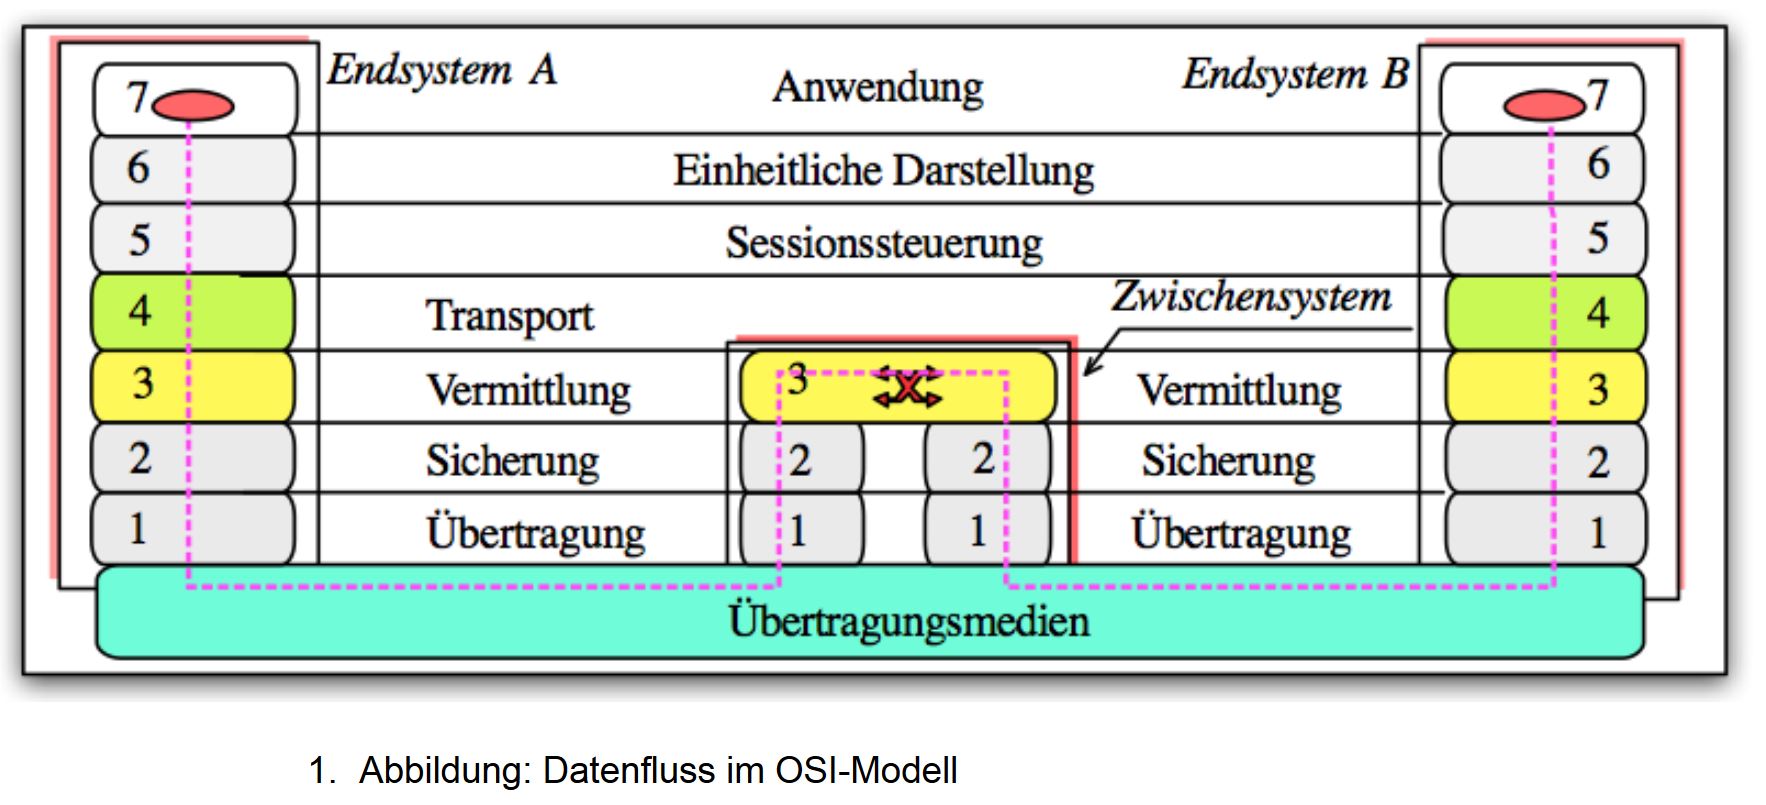 7 Endsystem A Anwendung Endsystem B 7
6 Einheitliche Darstellung 6
5 Sessionssteuerung 5
Zwischensystem
4 Transport 4
3 Vermittlung 3 X Vermittlung 3
2 Sicherung 2 2 Sicherung 2
1 Übertragung 1 1 Übertragung 1
Übertragungsmedien
1. Abbildung: Datenfluss im OSI-Modell